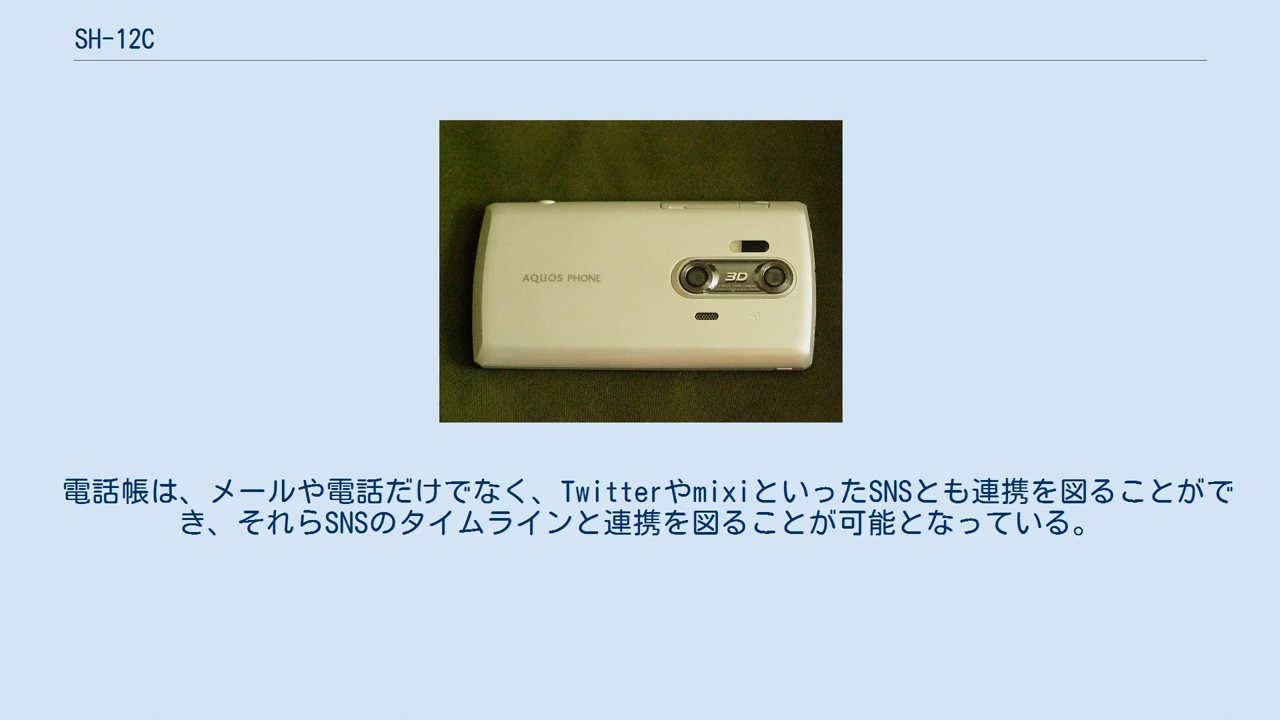 SH-12C
AQUOS PHONE
3D
電話帳は、メールや電話だけでなく、TwitterやmixiといったSNSとも連携を図ることがで
き、それらSNSのタイムラインと連携を図ることが可能となっている。